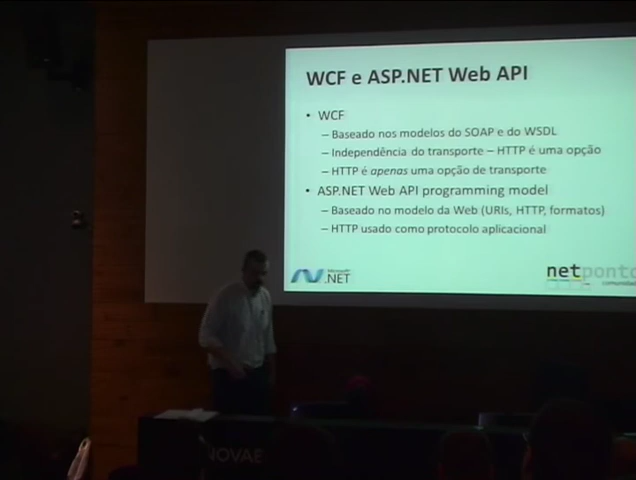 WCF e ASP.NET Web API
• WCF
– Baseado nos modelos do SOAP e do WSDL
– Independência do transporte – HTTP é uma opção
– HTTP é apenas uma opção de transporte
• ASP.NET Web API programming model
– Baseado no modelo da Web (URIs, HTTP, formatos)
– HTTP usado como protocolo aplicacional
Microsoft
.NET
netponto
comunidade
NOVAE